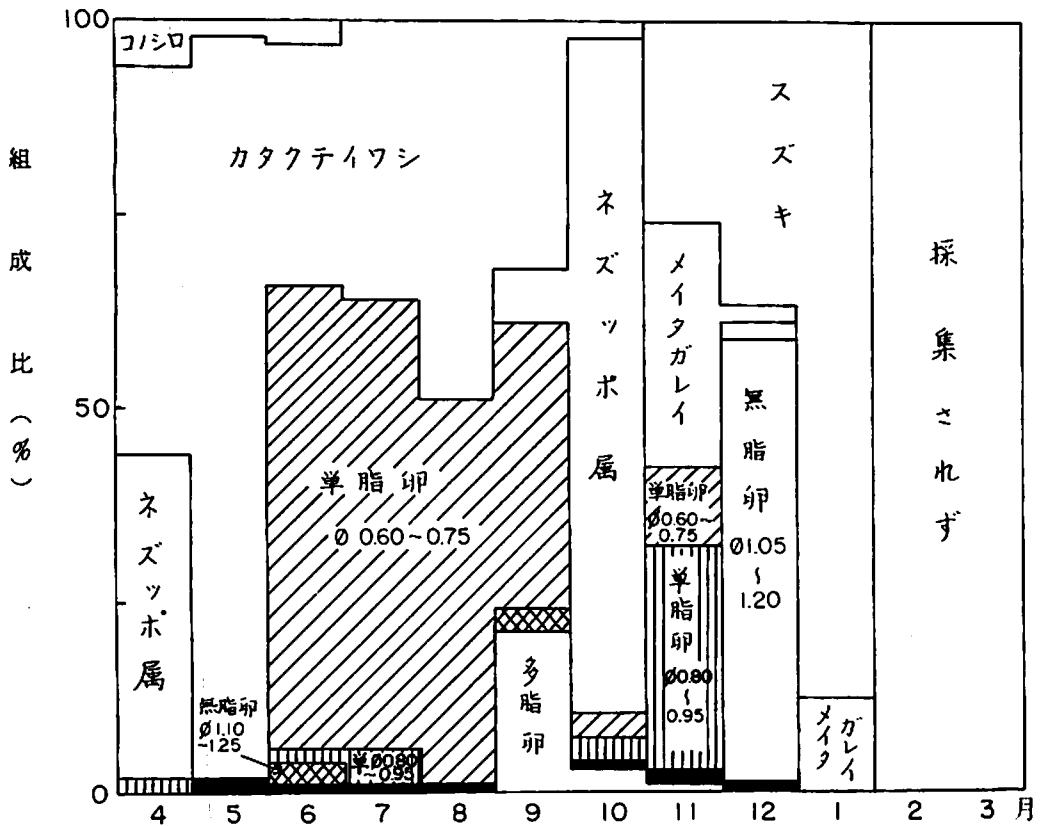 組成比(%)
100
50
0
コノシロ
カタクテイワシ
スズキ
ネズッポ属
メイタガレイ
採集されず
単脂卵
Ø 0.60~0.75
単脂卵
Ø0.60~
0.75
無脂卵
Ø1.05
~
1.20
ネズッポ属
単脂卵
Ø0.80
~
0.95
多脂卵
無脂卵
Ø1.10
~1.25
単Ø0.80
~0.95
メイタ
ガレイ
4 5 6 7 8 9 10 11 12 1 2 3 月